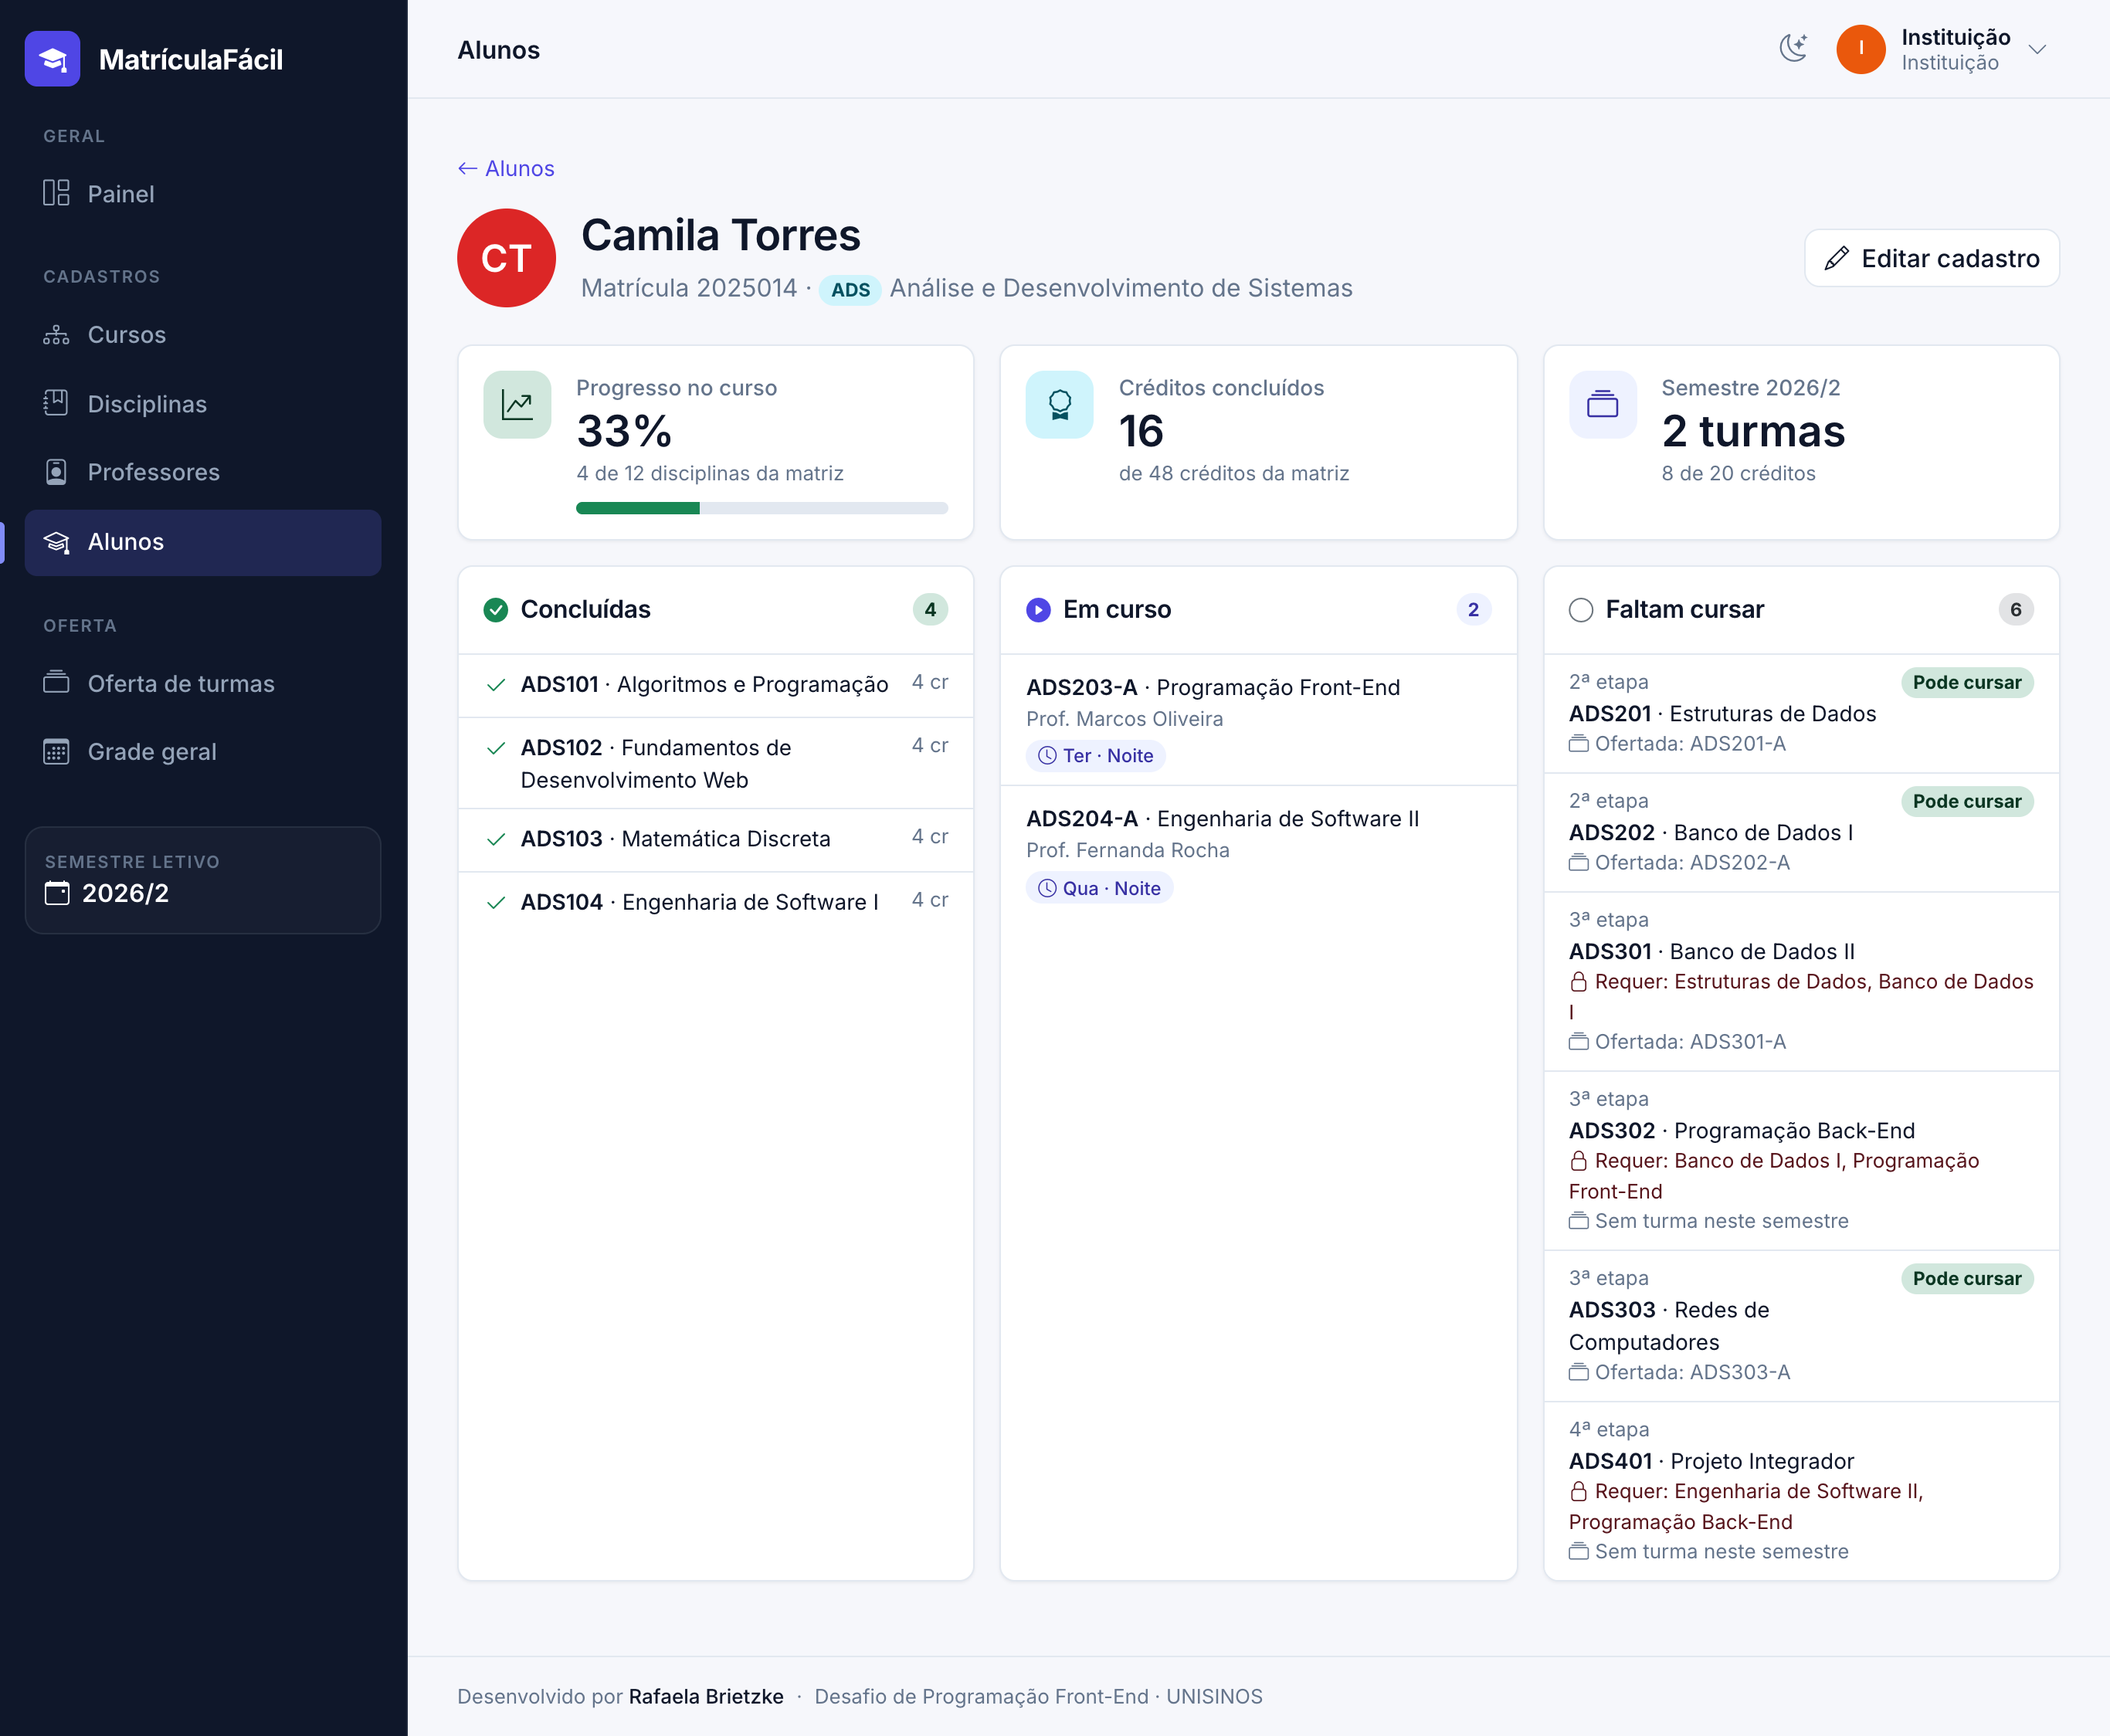 MatrículaFácil
GERAL
Painel
CADASTROS
Cursos
Disciplinas
Professores
Alunos
OFERTA
Oferta de turmas
Grade geral
SEMESTRE LETIVO
2026/2
Alunos
I
Instituição
Instituição
← Alunos
CT
Camila Torres
Matrícula 2025014 · ADS Análise e Desenvolvimento de Sistemas
Editar cadastro
Progresso no curso
33%
4 de 12 disciplinas da matriz
Créditos concluídos
16
de 48 créditos da matriz
Semestre 2026/2
2 turmas
8 de 20 créditos
Concluídas 4
ADS101 · Algoritmos e Programação 4 cr
ADS102 · Fundamentos de 4 cr
Desenvolvimento Web
ADS103 · Matemática Discreta 4 cr
ADS104 · Engenharia de Software I 4 cr
Em curso 2
ADS203-A · Programação Front-End
Prof. Marcos Oliveira
Ter · Noite
ADS204-A · Engenharia de Software II
Prof. Fernanda Rocha
Qua · Noite
Faltam cursar 6
2ª etapa Pode cursar
ADS201 · Estruturas de Dados
Ofertada: ADS201-A
2ª etapa Pode cursar
ADS202 · Banco de Dados I
Ofertada: ADS202-A
3ª etapa
ADS301 · Banco de Dados II
Requer: Estruturas de Dados, Banco de Dados
I
Ofertada: ADS301-A
3ª etapa
ADS302 · Programação Back-End
Requer: Banco de Dados I, Programação
Front-End
Sem turma neste semestre
3ª etapa Pode cursar
ADS303 · Redes de
Computadores
Ofertada: ADS303-A
4ª etapa
ADS401 · Projeto Integrador
Requer: Engenharia de Software II,
Programação Back-End
Sem turma neste semestre
Desenvolvido por Rafaela Brietzke · Desafio de Programação Front-End · UNISINOS